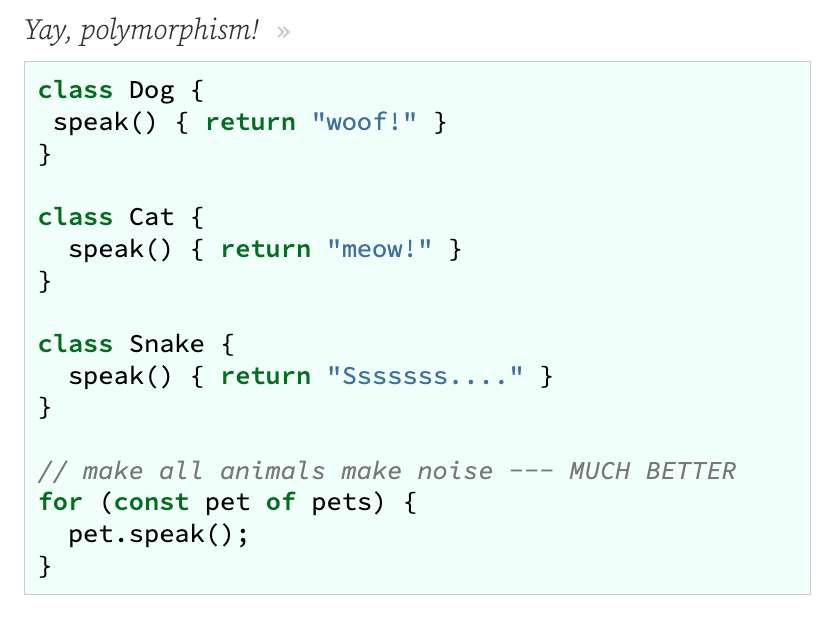 Yay, polymorphism! »
class Dog {
 speak() { return "woof!" }
}
class Cat {
  speak() { return "meow!" }
}
class Snake {
  speak() { return "Sssssss...." }
}
// make all animals make noise --- MUCH BETTER
for (const pet of pets) {
  pet.speak();
}